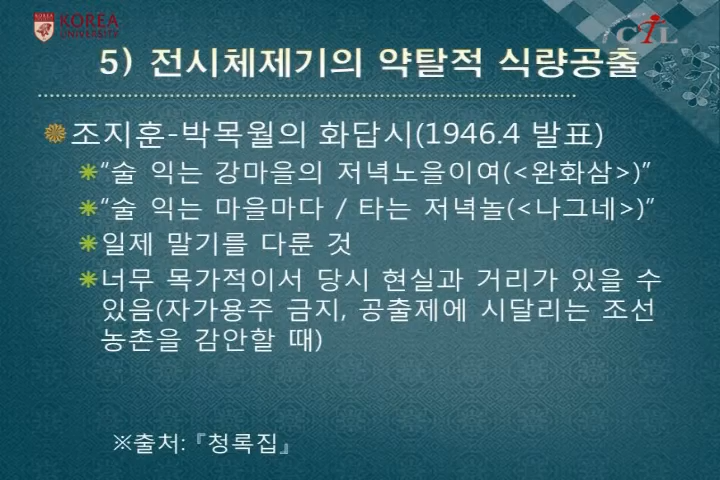 KOREA
UNIVERSITY
CTL
5) 전시체제기의 약탈적 식량공출
조지훈-박목월의 화답시(1946.4 발표)
“술 익는 강마을의 저녁노을이여(<완화삼>)”
“술 익는 마을마다 / 타는 저녁놀(<나그네>)”
일제 말기를 다룬 것
너무 목가적이서 당시 현실과 거리가 있을 수
있음(자가용주 금지, 공출제에 시달리는 조선
농촌을 감안할 때)
※출처: 『청록집』